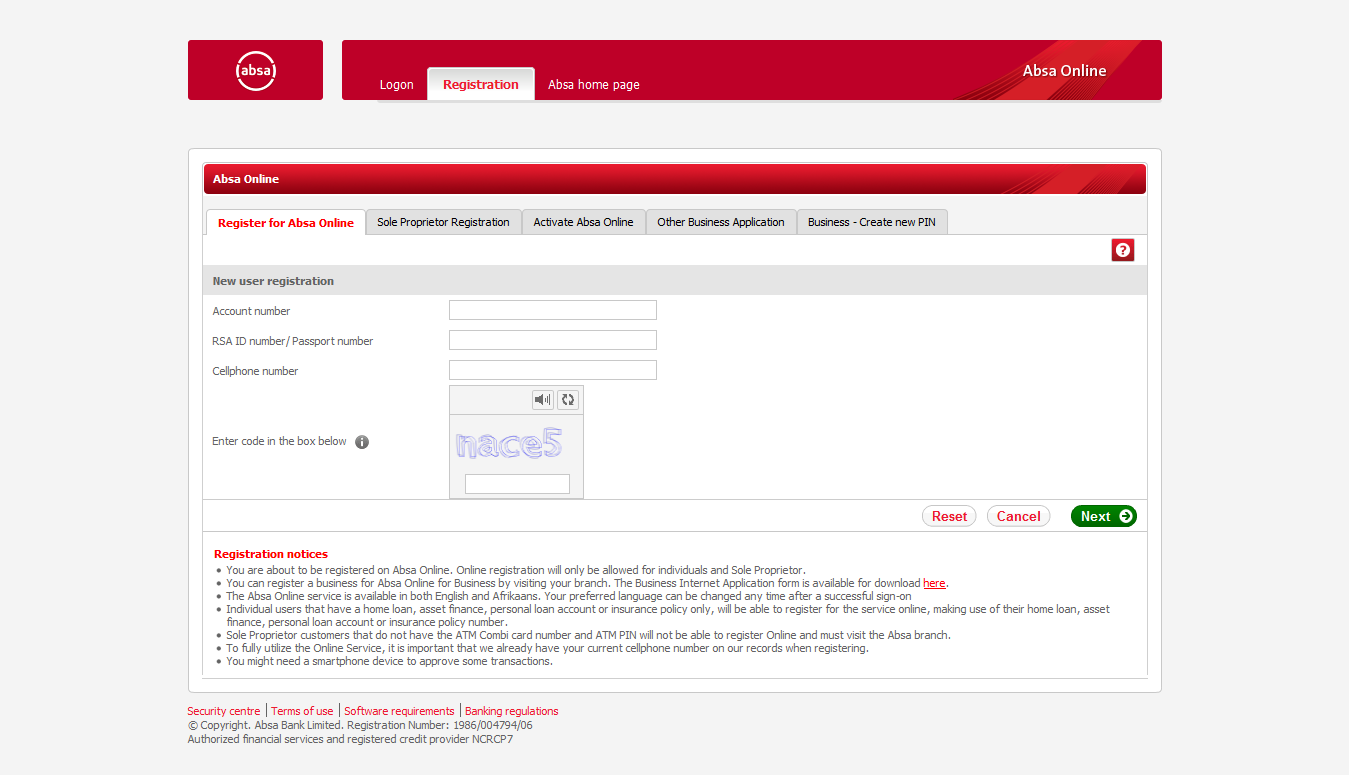 absa
Logon Registration Absa home page
Absa Online
Absa Online
Register for Absa Online Sole Proprietor Registration Activate Absa Online Other Business Application Business - Create new PIN
?
New user registration
Account number
RSA ID number/ Passport number
Cellphone number
Enter code in the box below i
nace5
Reset Cancel Next
Registration notices
• You are about to be registered on Absa Online. Online registration will only be allowed for individuals and Sole Proprietor.
• You can register a business for Absa Online for Business by visiting your branch. The Business Internet Application form is available for download here.
• The Absa Online service is available in both English and Afrikaans. Your preferred language can be changed any time after a successful sign-on
• Individual users that have a home loan, asset finance, personal loan account or insurance policy only, will be able to register for the service online, making use of their home loan, asset
finance, personal loan account or insurance policy number.
• Sole Proprietor customers that do not have the ATM Combi card number and ATM PIN will not be able to register Online and must visit the Absa branch.
• To fully utilize the Online Service, it is important that we already have your current cellphone number on our records when registering.
• You might need a smartphone device to approve some transactions.
Security centre | Terms of use | Software requirements | Banking regulations
© Copyright. Absa Bank Limited. Registration Number: 1986/004794/06
Authorized financial services and registered credit provider NCRCP7